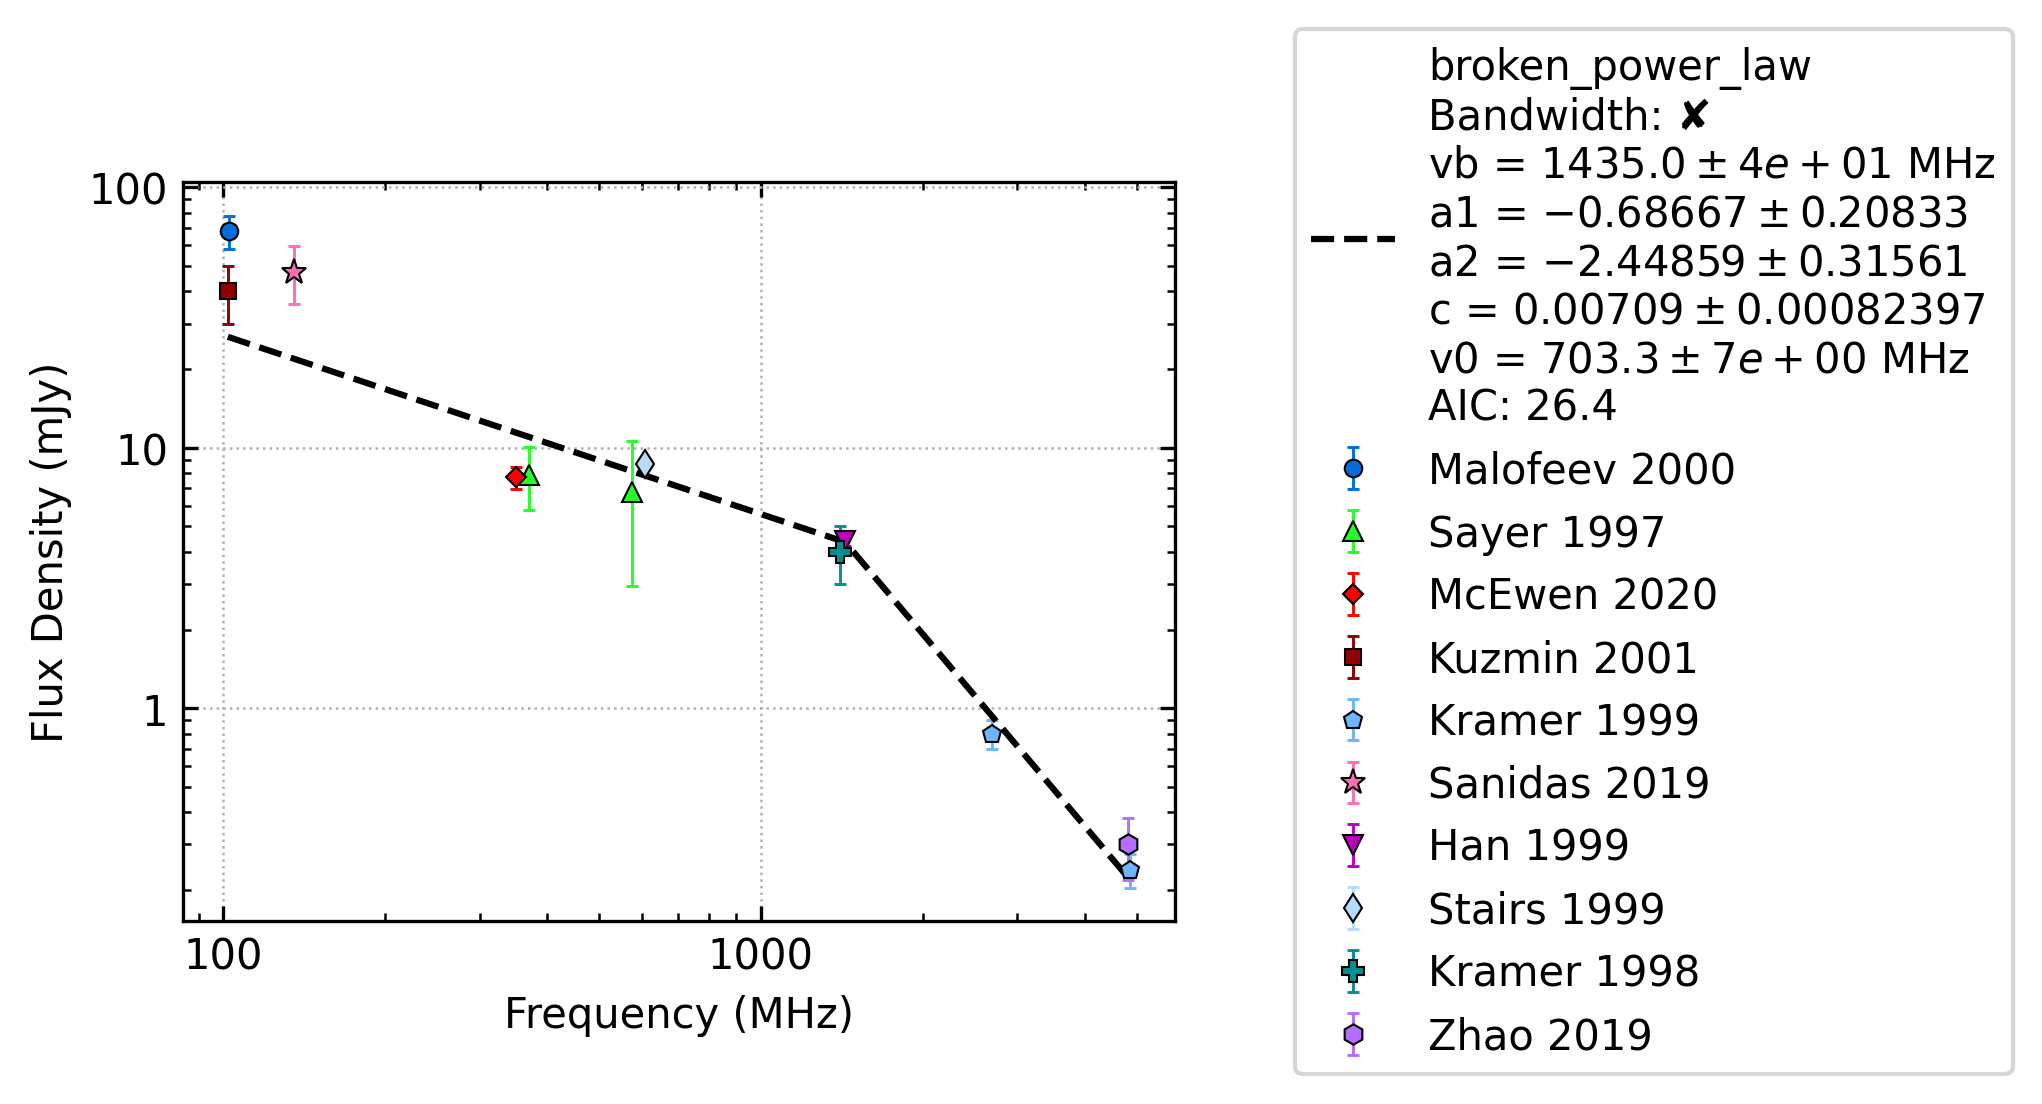 broken_power_law
Bandwidth: ✘
vb = 1435.0 ± 4e + 01 MHz
a1 = −0.68667 ± 0.20833
a2 = −2.44859 ± 0.31561
c = 0.00709 ± 0.00082397
v0 = 703.3 ± 7e + 00 MHz
AIC: 26.4
Malofeev 2000
Sayer 1997
McEwen 2020
Kuzmin 2001
Kramer 1999
Sanidas 2019
Han 1999
Stairs 1999
Kramer 1998
Zhao 2019
Flux Density (mJy)
100
10
1
100
1000
Frequency (MHz)